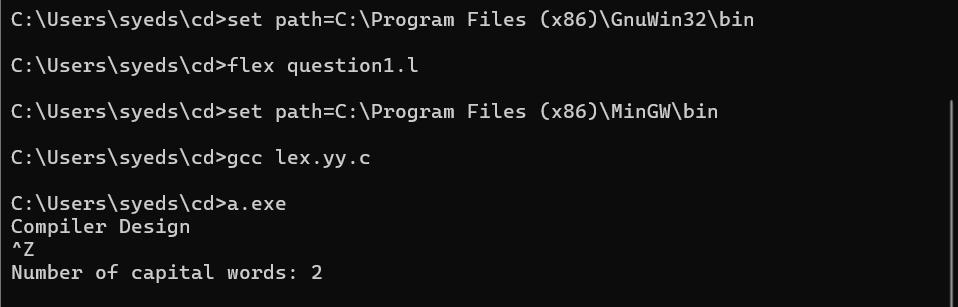 C:\Users\syeds\cd>set path=C:\Program Files (x86)\GnuWin32\bin
C:\Users\syeds\cd>flex question1.l
C:\Users\syeds\cd>set path=C:\Program Files (x86)\MinGW\bin
C:\Users\syeds\cd>gcc lex.yy.c
C:\Users\syeds\cd>a.exe
Compiler Design
^Z
Number of capital words: 2